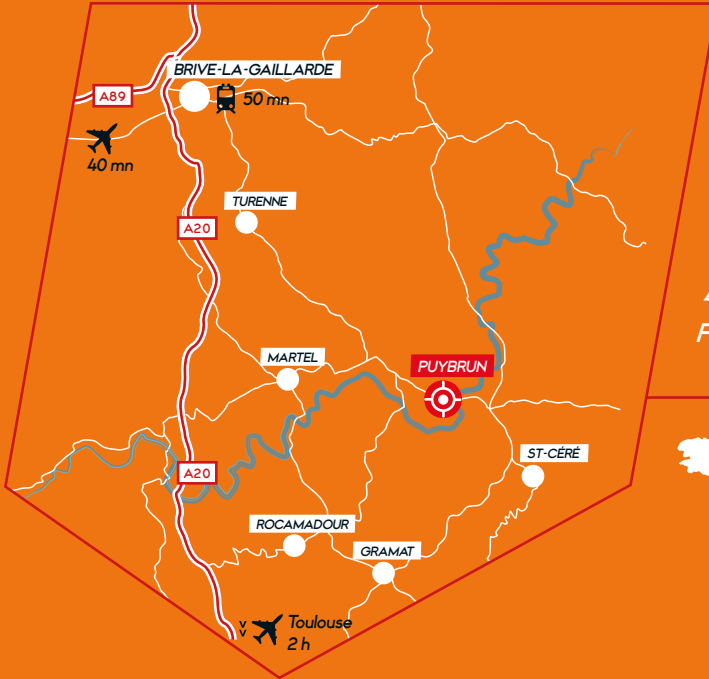 BRIVE-LA-GAILLARDE
A89
50 mn
40 mn
TURENNE
A20
MARTEL
PUYBRUN
ST-CÉRÉ
A20
ROCAMADOUR
GRAMAT
Toulouse
2 h